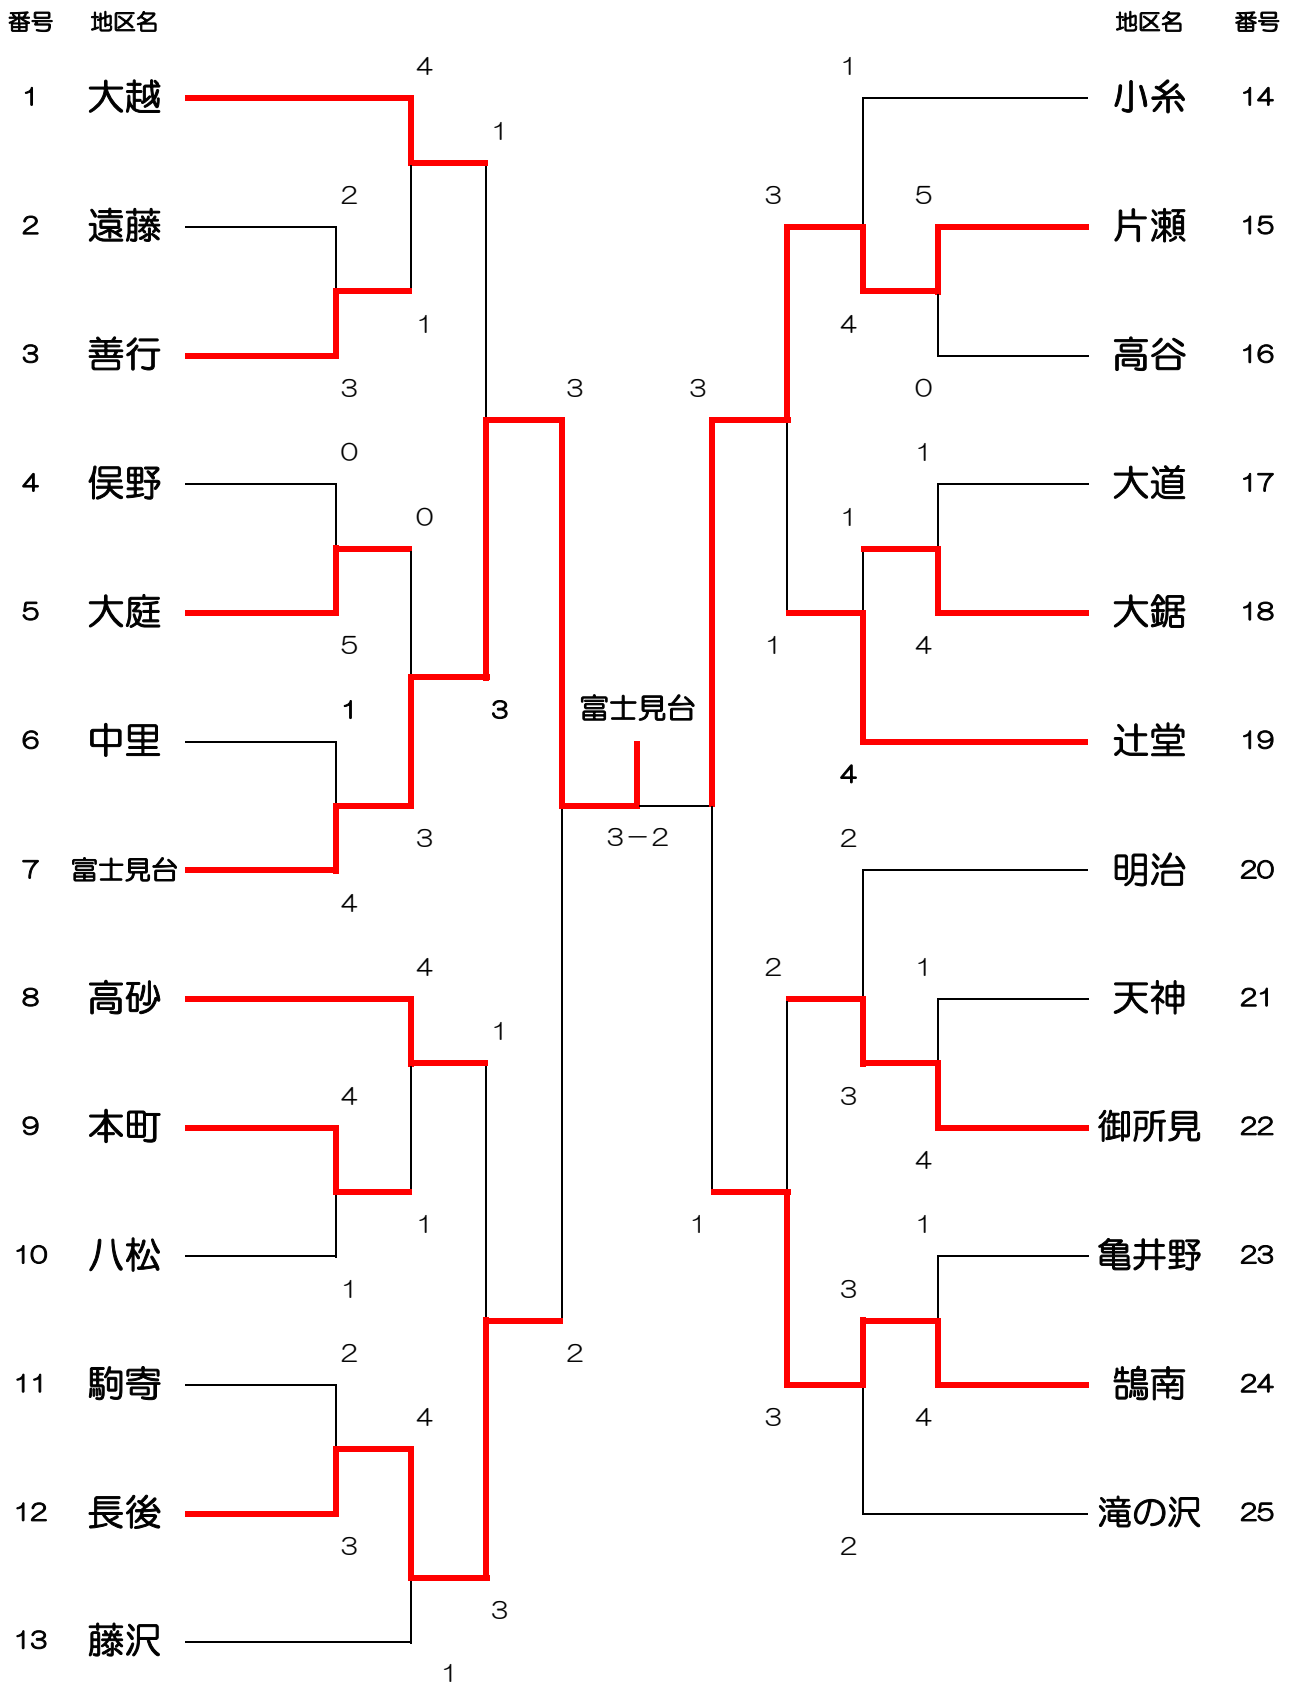 番号 地区名 地区名 番号
4 1
1 大越 小糸 14
1
2 3 5
2 遠藤 片瀬 15
1 4
3 善行 高谷 16
3 3 3 0
0 1
4 俣野 大道 17
0 1
5 大庭 大鋸 18
5 1 4
1 3 富士見台
6 中里 辻堂 19
4
3 3-2 2
7 富士見台 明治 20
4
4 2 1
8 高砂 天神 21
1
4 3
9 本町 御所見 22
4
1 1 1
10 八松 亀井野 23
1 3
2 2
11 駒寄 鵠南 24
4 3 4
12 長後 滝の沢 25
3 2
3
13 藤沢
1